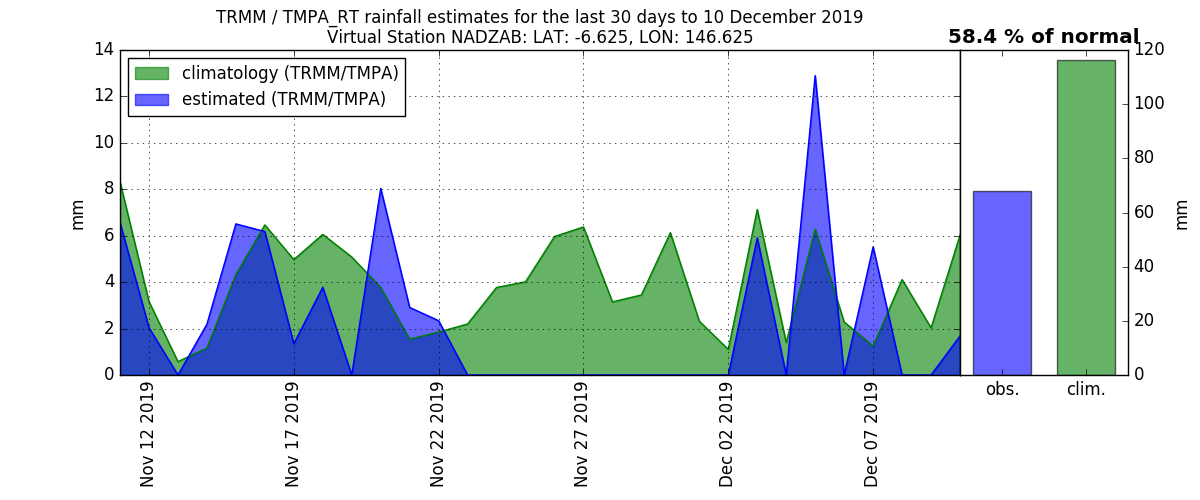 TRMM / TMPA_RT rainfall estimates for the last 30 days to 10 December 2019
Virtual Station NADZAB: LAT: -6.625, LON: 146.625
58.4 % of normal
climatology (TRMM/TMPA)
estimated (TRMM/TMPA)
14
12
10
8
6
4
2
0
mm
120
100
80
60
40
20
0
mm
Nov 12 2019
Nov 17 2019
Nov 22 2019
Nov 27 2019
Dec 02 2019
Dec 07 2019
obs.
clim.